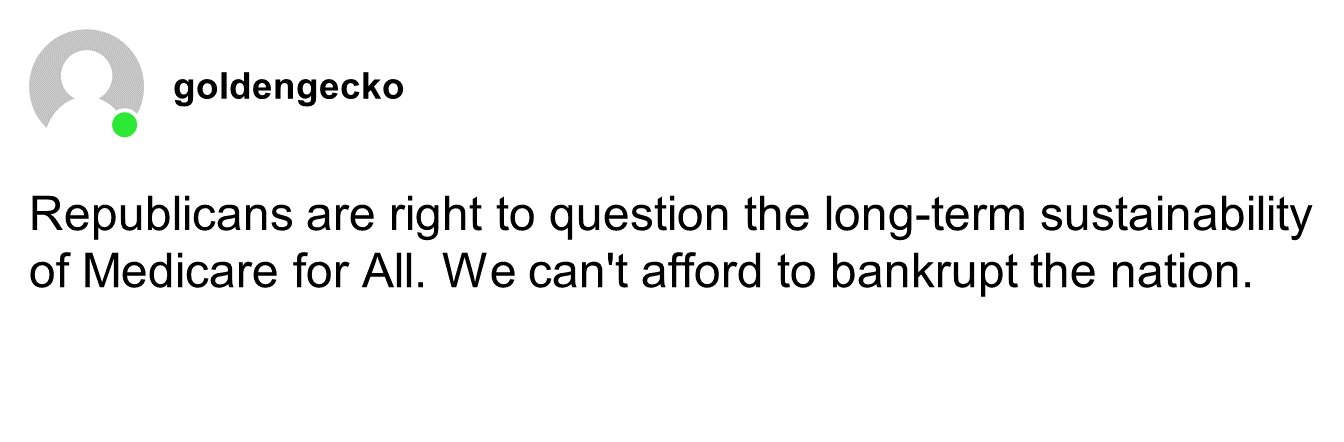 goldengecko
Republicans are right to question the long-term sustainability
of Medicare for All. We can't afford to bankrupt the nation.